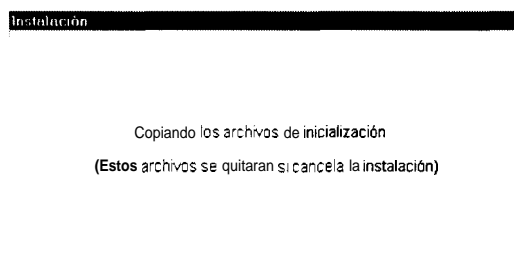 Instalación
Copiando los archivos de inicialización
(Estos archivos se quitaran si cancela la instalación)